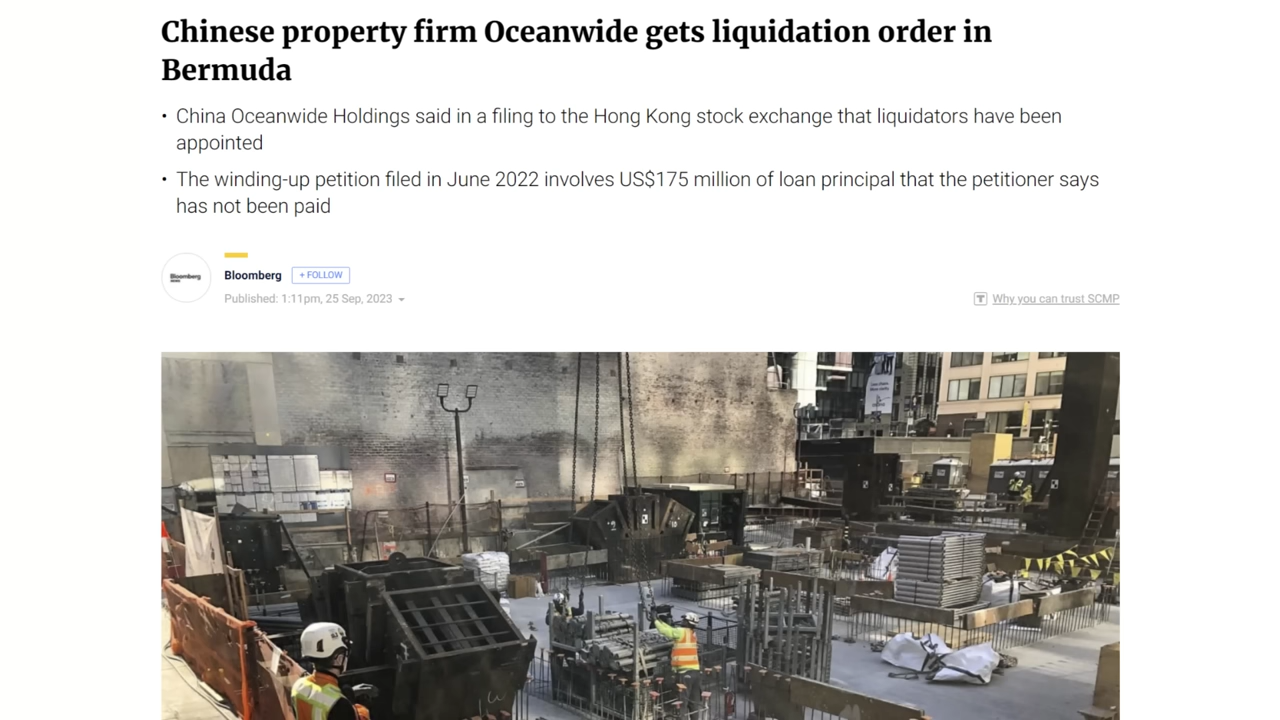 Chinese property firm Oceanwide gets liquidation order in
Bermuda
• China Oceanwide Holdings said in a filing to the Hong Kong stock exchange that liquidators have been
appointed
• The winding-up petition filed in June 2022 involves US$175 million of loan principal that the petitioner says
has not been paid
Bloomberg
Bloomberg
+ FOLLOW
Published: 1:11pm, 25 Sep, 2023
Why you can trust SCMP